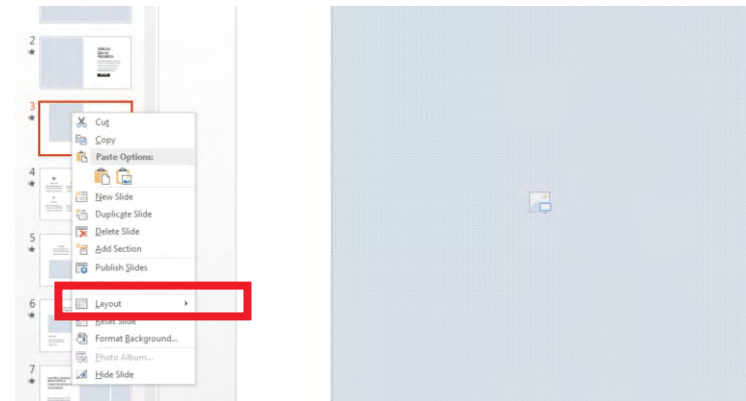 2
3
Cut
Copy
Paste Options:
4
New Slide
Duplicate Slide
Delete Slide
5
Add Section
Publish Slides
6
Layout
Reset Slide
Format Background...
Photo Album...
7
Hide Slide